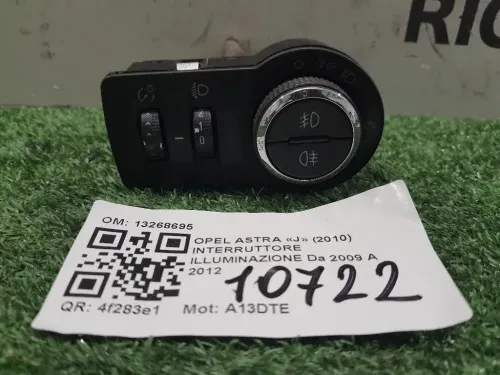 RIC
OM: 13268695
OPEL ASTRA «J» (2010)
INTERRUTTORE
ILLUMINAZIONE Da 2009 A
2012
10722
QR: 4f283e1 Mot: A13DTE